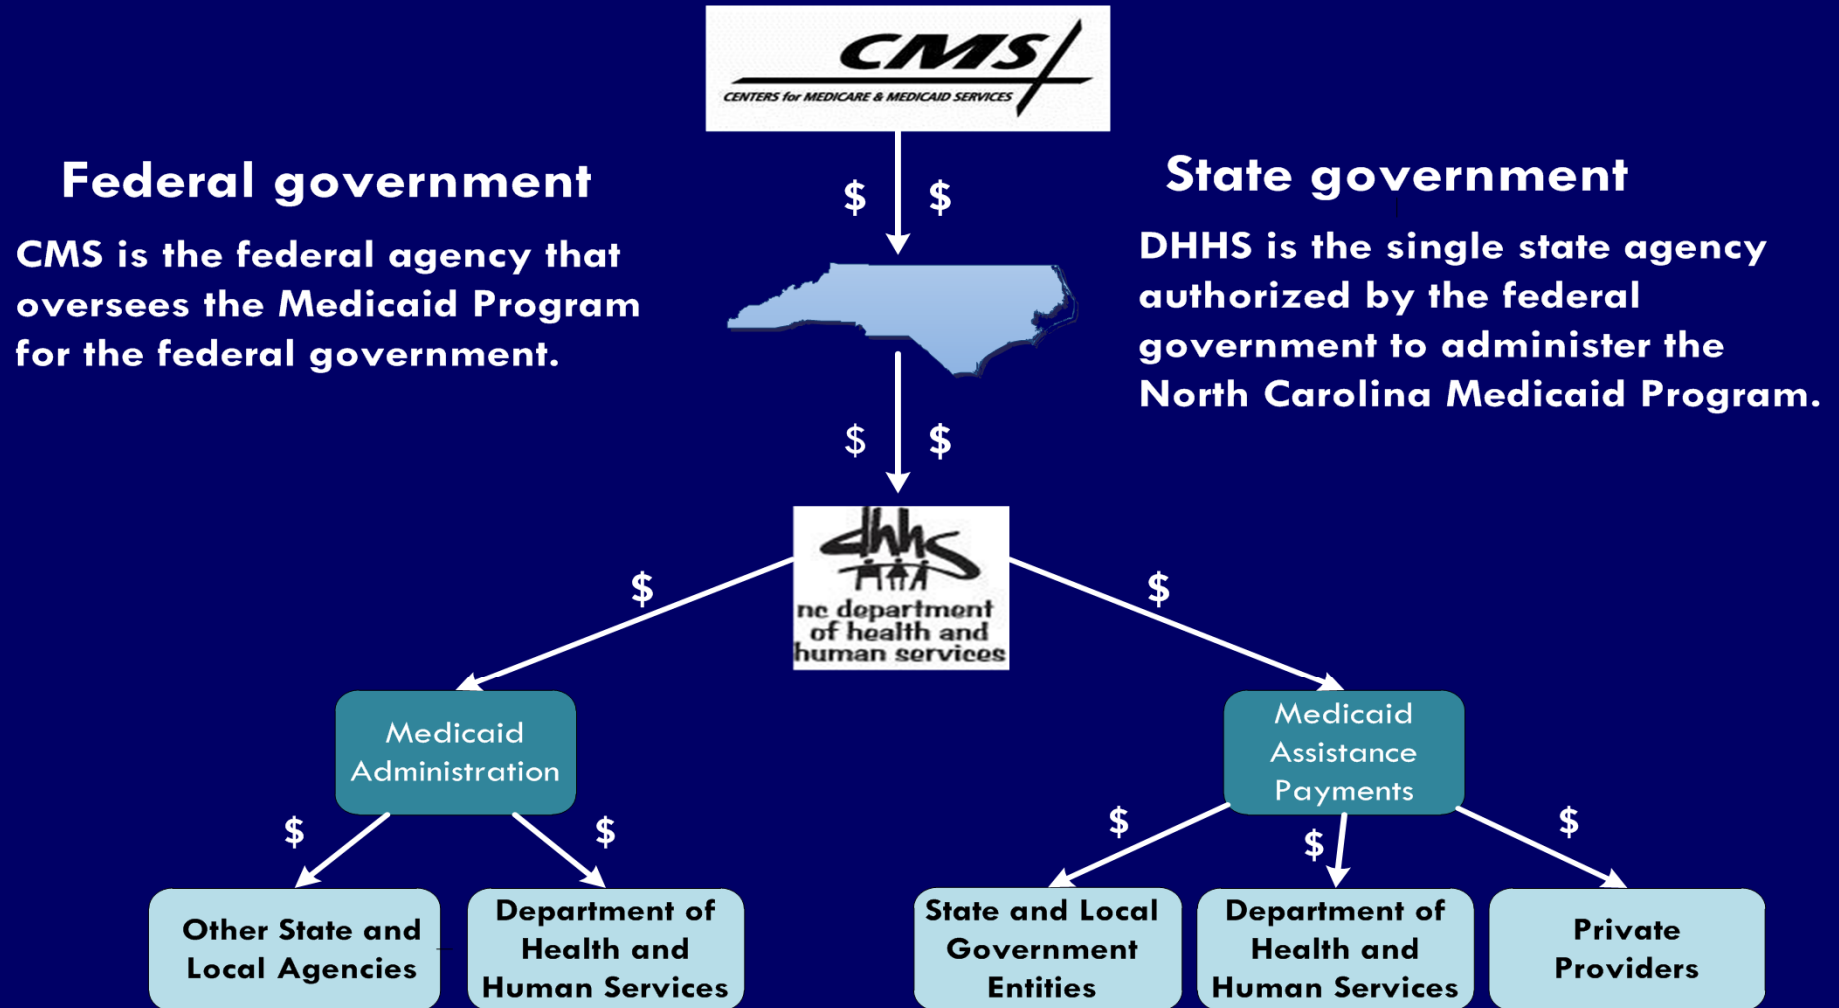 CMS
CENTERS for MEDICARE & MEDICAID SERVICES
Federal government
CMS is the federal agency that
oversees the Medicaid Program
for the federal government.
State government
DHHS is the single state agency
authorized by the federal
government to administer the
North Carolina Medicaid Program.
$ $
$ $
dhhs
nc department
of health and
human services
$ $
Medicaid
Administration
Medicaid
Assistance
Payments
$ $
$ $ $
Other State and
Local Agencies
Department of
Health and
Human Services
State and Local
Government
Entities
Department of
Health and
Human Services
Private
Providers